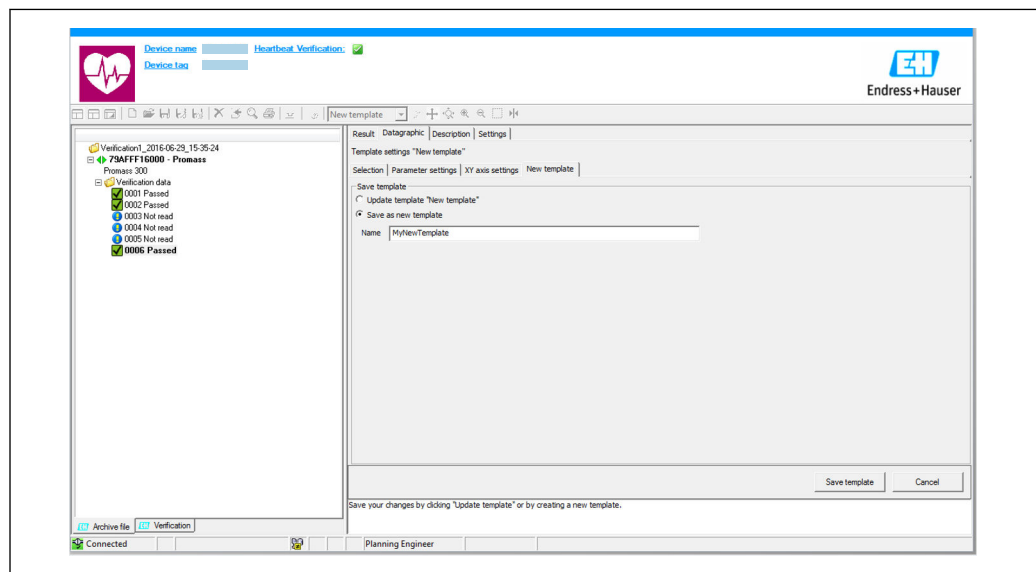 Device name
Heartbeat Verification:
Device tag
EH
Endress+Hauser
New template
Verification1_2016-06-29_15-35-24
79AFFF16000 - Promass
Promass 300
Verification data
0001 Passed
0002 Passed
0003 Not read
0004 Not read
0005 Not read
0006 Passed
Result
Datagraphic
Description
Settings
Template settings "New template"
Selection
Parameter settings
XY axis settings
New template
Save template
Update template "New template"
Save as new template
Name
MyNewTemplate
Save template
Cancel
Save your changes by clicking "Update template" or by creating a new template.
EH Archive file
EH Verification
Connected
Planning Engineer